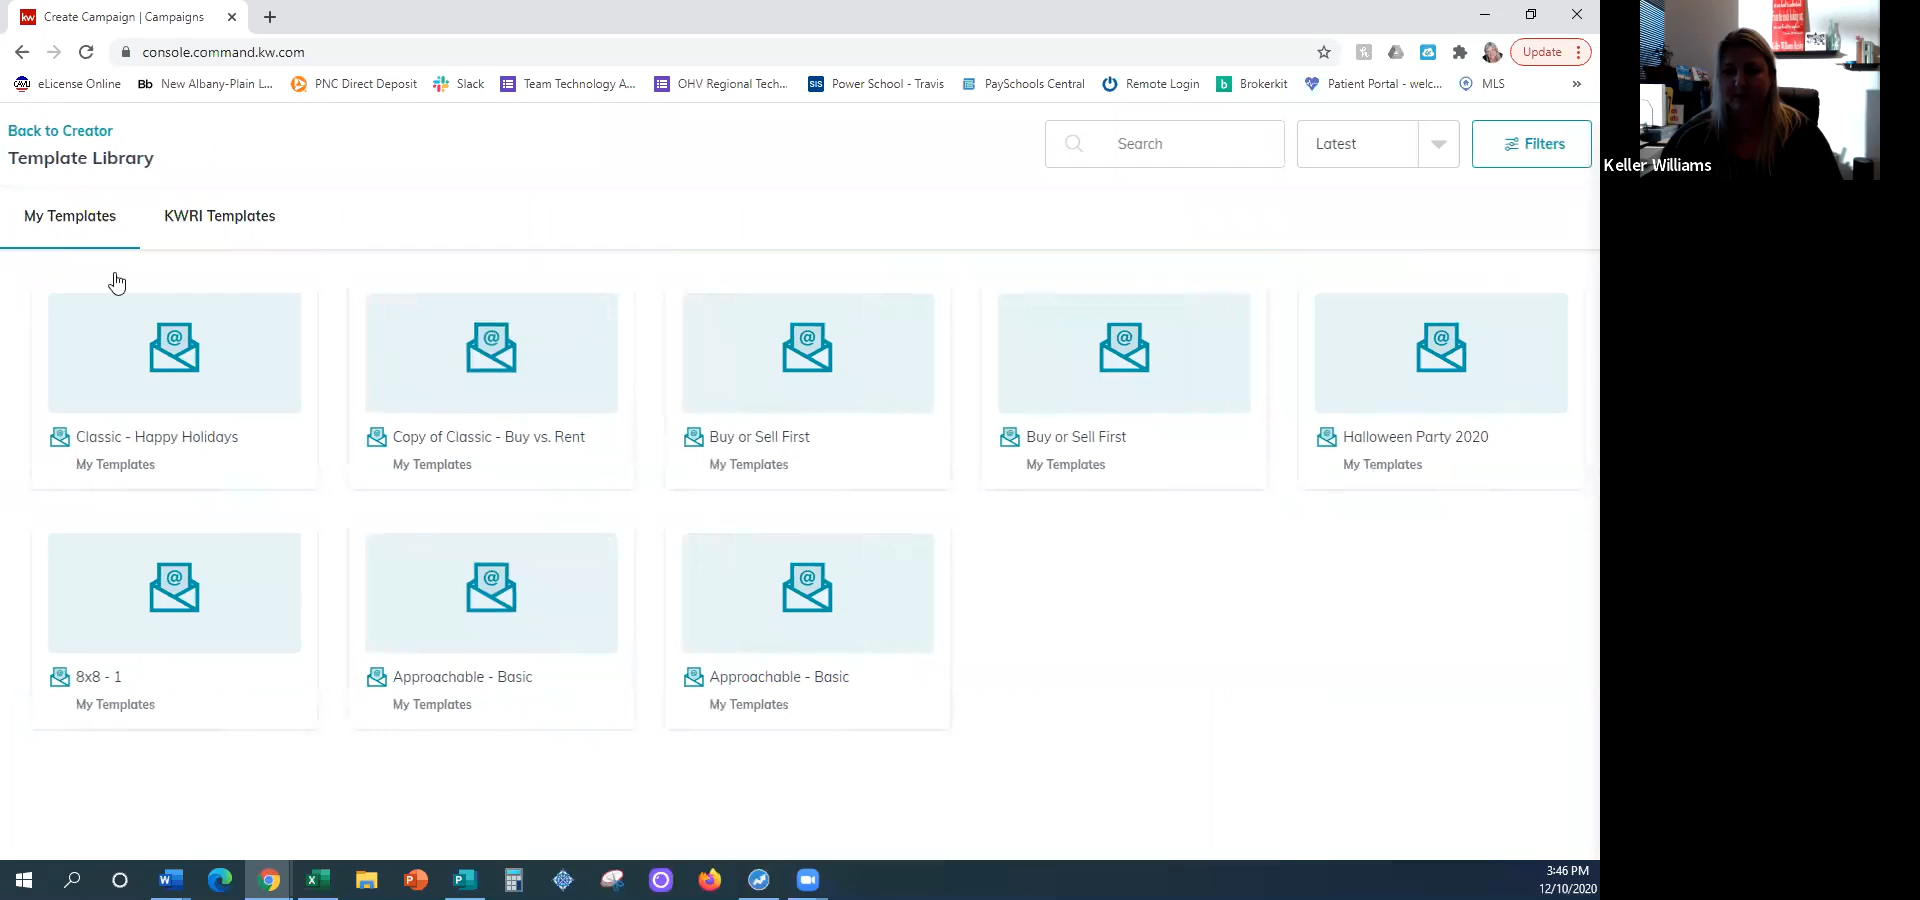 kw Create Campaign | Campaigns
console.command.kw.com
Update
eLicense Online
Bb New Albany-Plain L...
PNC Direct Deposit
Slack
Team Technology A...
OHV Regional Tech...
SIS Power School - Travis
PaySchools Central
Remote Login
b Brokerkit
Patient Portal - welc...
MLS
»
Back to Creator
Template Library
Search
Latest
Filters
Keller Williams
My Templates
KWRI Templates
Classic - Happy Holidays
My Templates
Copy of Classic - Buy vs. Rent
My Templates
Buy or Sell First
My Templates
Buy or Sell First
My Templates
Halloween Party 2020
My Templates
8x8 - 1
My Templates
Approachable - Basic
My Templates
Approachable - Basic
My Templates
3:46 PM
12/10/2020